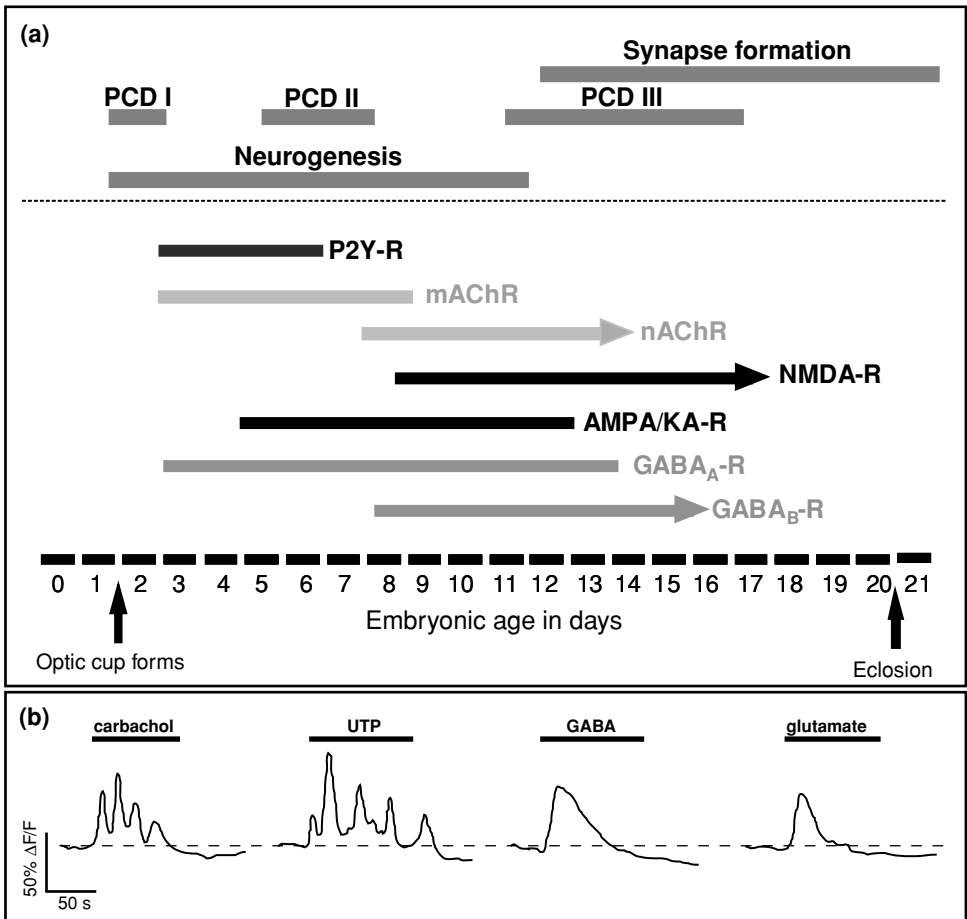 (a)
Synapse formation
PCD I PCD II PCD III
Neurogenesis
P2Y-R
mAChR
nAChR
NMDA-R
AMPA/KA-R
GABA_A-R
GABA_B-R
0 1 2 3 4 5 6 7 8 9 10 11 12 13 14 15 16 17 18 19 20 21
Embryonic age in days
Optic cup forms
Eclosion
(b)
carbachol UTP GABA glutamate
50% ΔF/F
50 s